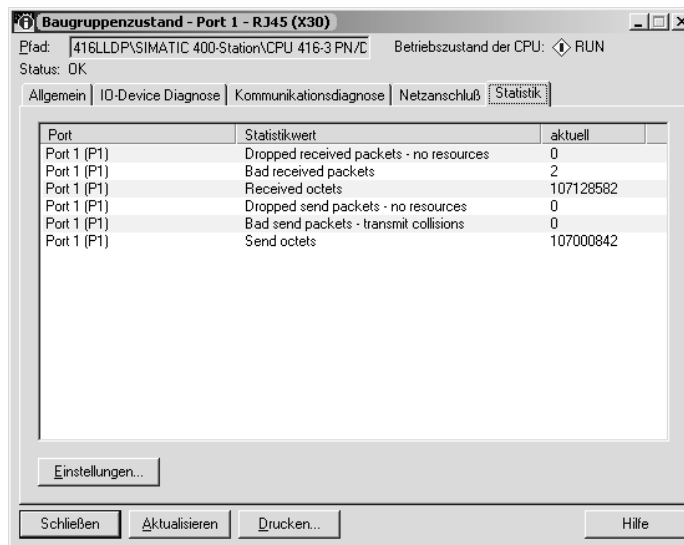 Baugruppenzustand - Port 1 - RJ45 (X30)
Pfad: 416LLDP\SIMATIC 400-Station\CPU 416-3 PN/D Betriebszustand der CPU: RUN
Status: OK
Allgemein IO-Device Diagnose Kommunikationsdiagnose Netzanschluß Statistik
Port Statistikwert aktuell
Port 1 (P1) Dropped received packets - no resources 0
Port 1 (P1) Bad received packets 2
Port 1 (P1) Received octets 107128582
Port 1 (P1) Dropped send packets - no resources 0
Port 1 (P1) Bad send packets - transmit collisions 0
Port 1 (P1) Send octets 107000842
Einstellungen...
Schließen Aktualisieren Drucken... Hilfe